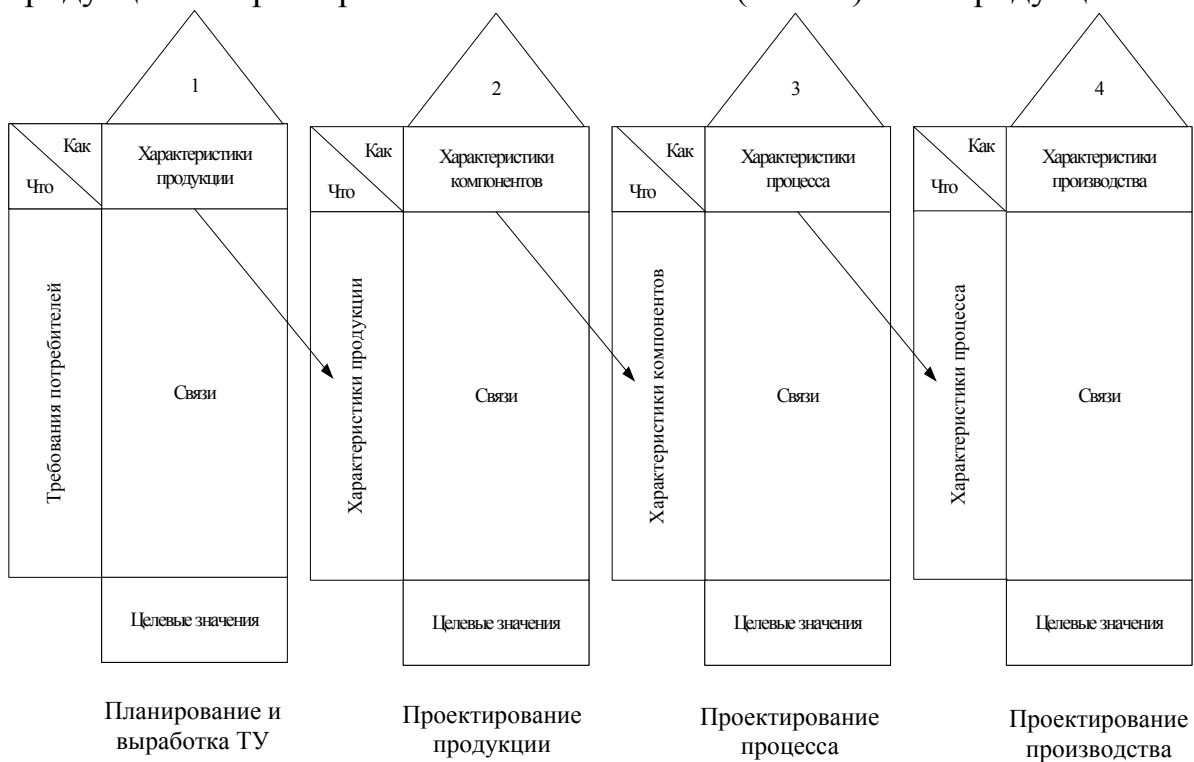 1
Как
Что
Характеристики
продукции
Требования потребителей
Связи
Целевые значения
Планирование и
выработка ТУ
2
Как
Что
Характеристики
компонентов
Характеристики продукции
Связи
Целевые значения
Проектирование
продукции
3
Как
Что
Характеристики
процесса
Характеристики компонентов
Связи
Целевые значения
Проектирование
процесса
4
Как
Что
Характеристики
производства
Характеристики процесса
Связи
Целевые значения
Проектирование
производства